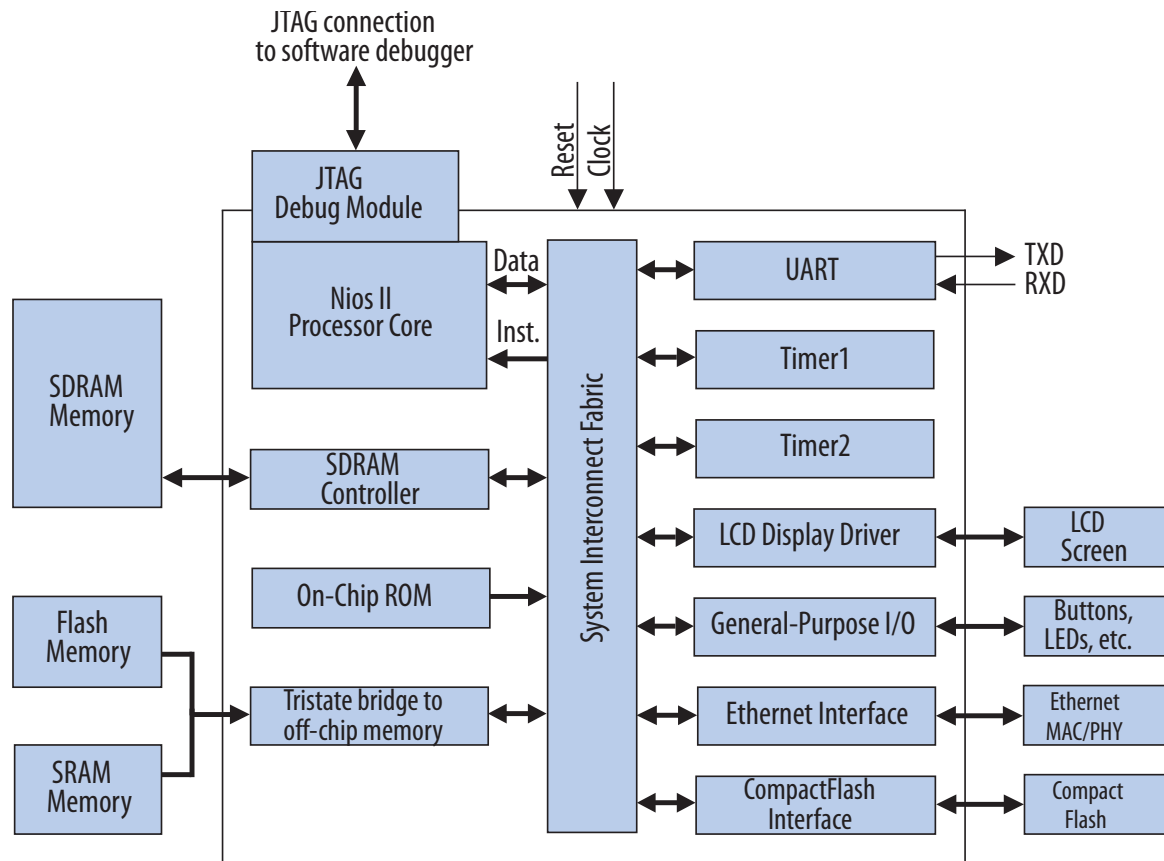 JTAG connection
to software debugger
Reset
Clock
JTAG
Debug Module
Nios II
Processor Core
Data
Inst.
System Interconnect Fabric
UART
TXD
RXD
Timer1
Timer2
SDRAM
Memory
SDRAM
Controller
LCD Display Driver
LCD
Screen
On-Chip ROM
General-Purpose I/O
Buttons,
LEDs, etc.
Flash
Memory
Tristate bridge to
off-chip memory
Ethernet Interface
Ethernet
MAC/PHY
SRAM
Memory
CompactFlash
Interface
Compact
Flash